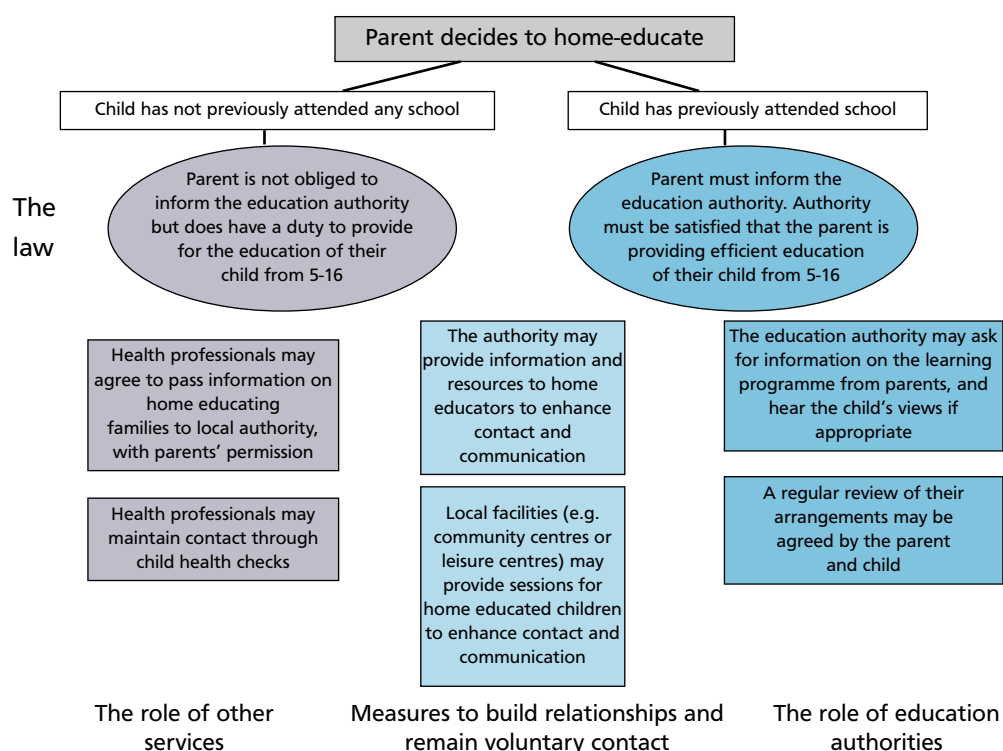 Parent decides to home-educate
Child has not previously attended any school
Child has previously attended school
The
law
Parent is not obliged to
inform the education authority
but does have a duty to provide
for the education of their
child from 5-16
Parent must inform the
education authority. Authority
must be satisfied that the parent is
providing efficient education
of their child from 5-16
Health professionals may
agree to pass information on
home educating
families to local authority,
with parents’ permission
Health professionals may
maintain contact through
child health checks
The authority may
provide information and
resources to home
educators to enhance
contact and
communication
Local facilities (e.g.
community centres or
leisure centres) may
provide sessions for
home educated children
to enhance contact and
communication
The education authority may ask
for information on the learning
programme from parents, and
hear the child’s views if
appropriate
A regular review of their
arrangements may be
agreed by the parent
and child
The role of other
services
Measures to build relationships and
remain voluntary contact
The role of education
authorities